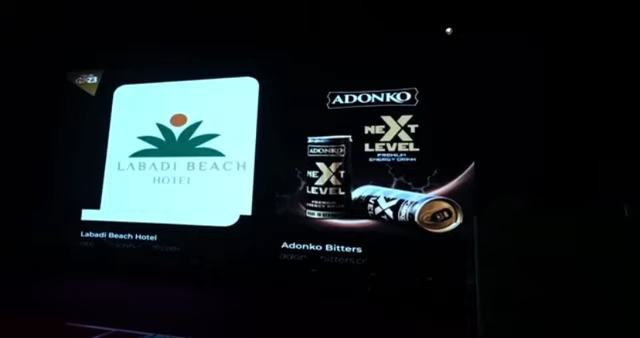 LABADI BEACH
HOTEL
Labadi Beach Hotel
ADONKO
NEXT
LEVEL
PREMIUM
ENERGY DRINK
ADONKO
NEXT
LEVEL
Adonko Bitters